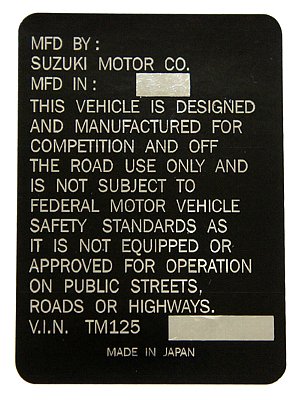 MFD BY:
SUZUKI MOTOR CO.
MFD IN:
THIS VEHICLE IS DESIGNED
AND MANUFACTURED FOR
COMPETITION AND OFF
THE ROAD USE ONLY AND
IS NOT SUBJECT TO
FEDERAL MOTOR VEHICLE
SAFETY STANDARDS AS
IT IS NOT EQUIPPED OR
APPROVED FOR OPERATION
ON PUBLIC STREETS,
ROADS OR HIGHWAYS.
V.I.N. TM125
MADE IN JAPAN